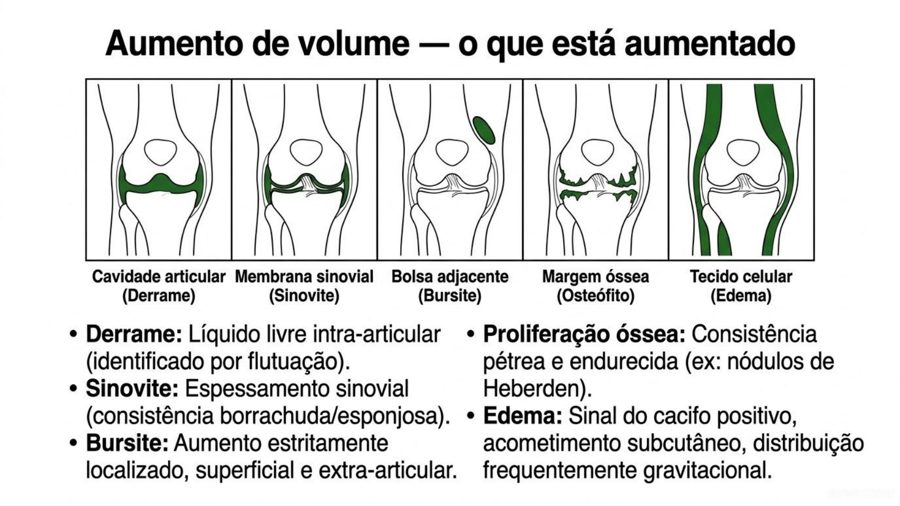 Aumento de volume — o que está aumentado
Cavidade articular
(Derrame)
Membrana sinovial
(Sinovite)
Bolsa adjacente
(Bursite)
Margem óssea
(Osteófito)
Tecido celular
(Edema)
• Derrame: Líquido livre intra-articular
(identificado por flutuação).
• Sinovite: Espessamento sinovial
(consistência borrachuda/esponjosa).
• Bursite: Aumento estritamente
localizado, superficial e extra-articular.
• Proliferação óssea: Consistência
pétrea e endurecida (ex: nódulos de
Heberden).
• Edema: Sinal do cacifo positivo,
acometimento subcutâneo, distribuição
frequentemente gravitacional.